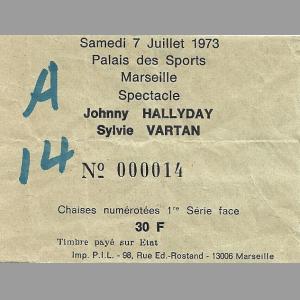 Samedi 7 Juillet 1973
Palais des Sports
Marseille
Spectacle
Johnny HALLYDAY
Sylvie VARTAN
A
14
Nº 000014
Chaises numérotées 1re Série face
30 F
Timbre payé sur Etat
Imp. P.I.L. - 98, Rue Ed.-Rostand - 13006 Marseille